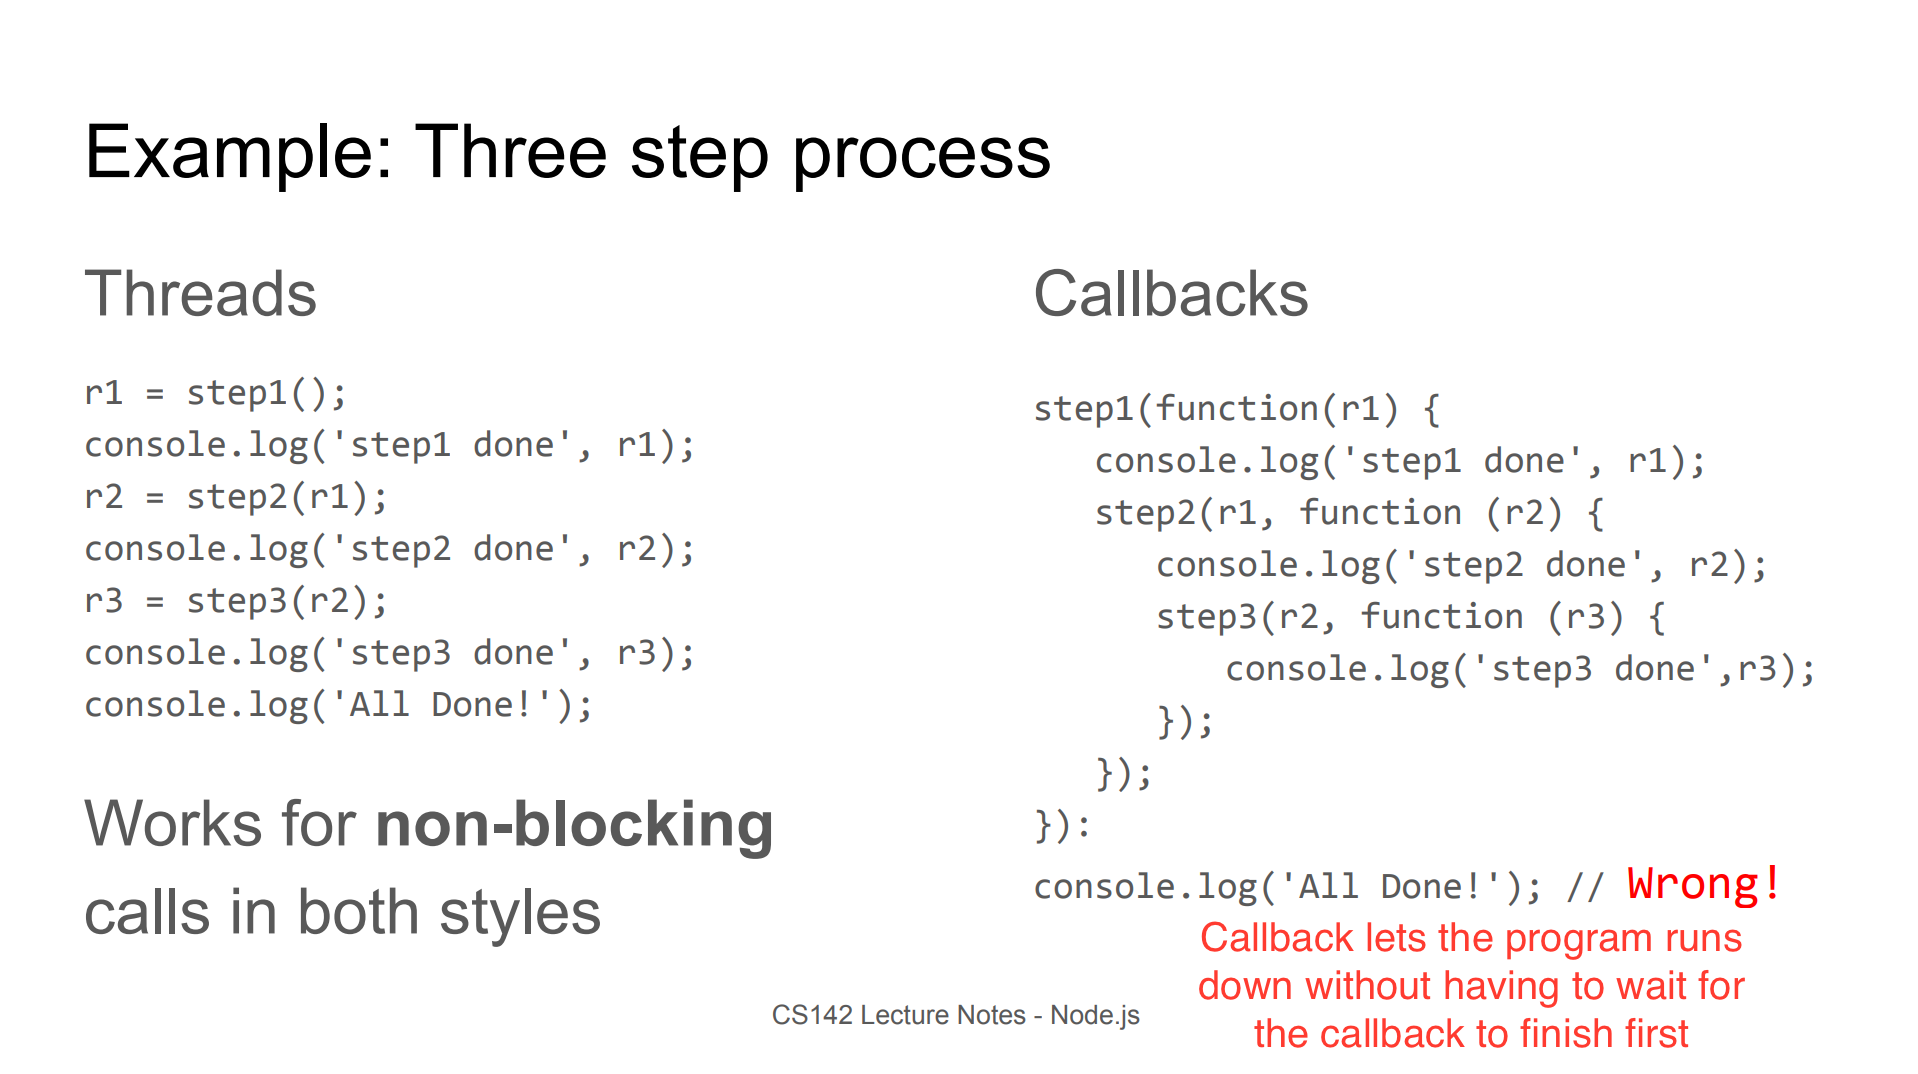 Example: Three step process
Threads
r1 = step1();
console.log('step1 done', r1);
r2 = step2(r1);
console.log('step2 done', r2);
r3 = step3(r2);
console.log('step3 done', r3);
console.log('All Done!');
Works for non-blocking
calls in both styles
Callbacks
step1(function(r1) {
console.log('step1 done', r1);
step2(r1, function (r2) {
console.log('step2 done', r2);
step3(r2, function (r3) {
console.log('step3 done',r3);
});
});
}):
console.log('All Done!'); // Wrong!
Callback lets the program runs
down without having to wait for
the callback to finish first
CS142 Lecture Notes - Node.js